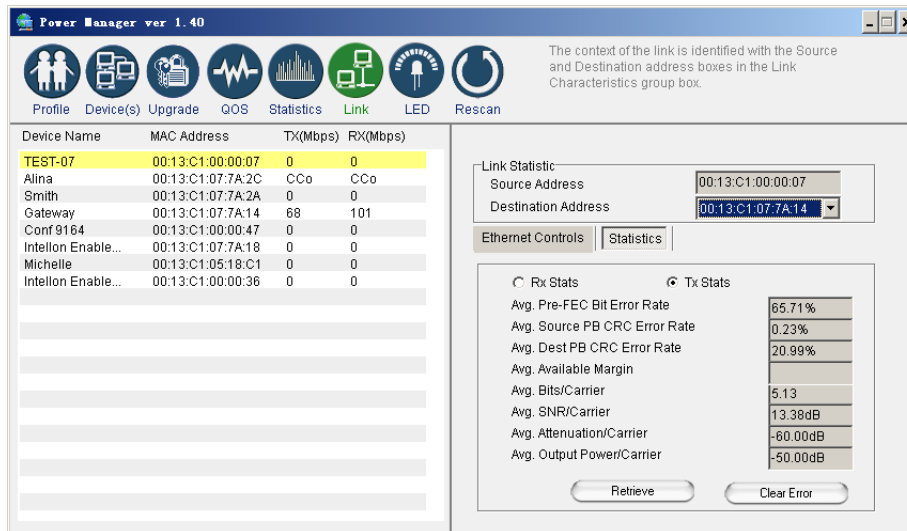 Power Manager ver 1.40
The context of the link is identified with the Source
and Destination address boxes in the Link
Characteristics group box.
Profile Device(s) Upgrade QOS Statistics Link LED Rescan
Device Name MAC Address TX(Mbps) RX(Mbps)
TEST-07 00:13:C1:00:00:07 0 0
Alina 00:13:C1:07:7A:2C CCo CCo
Smith 00:13:C1:07:7A:2A 0 0
Gateway 00:13:C1:07:7A:14 68 101
Conf 9164 00:13:C1:00:00:47 0 0
Intellon Enable... 00:13:C1:07:7A:18 0 0
Michelle 00:13:C1:05:18:C1 0 0
Intellon Enable... 00:13:C1:00:00:36 0 0
Link Statistic
Source Address 00:13:C1:00:00:07
Destination Address 00:13:C1:07:7A:14
Ethernet Controls Statistics
Rx Stats Tx Stats
Avg. Pre-FEC Bit Error Rate 65.71%
Avg. Source PB CRC Error Rate 0.23%
Avg. Dest PB CRC Error Rate 20.99%
Avg. Available Margin
Avg. Bits/Carrier 5.13
Avg. SNR/Carrier 13.38dB
Avg. Attenuation/Carrier -60.00dB
Avg. Output Power/Carrier -50.00dB
Retrieve Clear Error